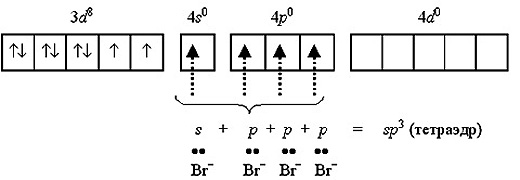 3d⁸ 4s⁰ 4p⁰ 4d⁰
↑↓ ↑↓ ↑↓ ↑ ↑
s + p + p + p = sp³ (тетраэдр)
•• •• •• ••
Br⁻ Br⁻ Br⁻ Br⁻